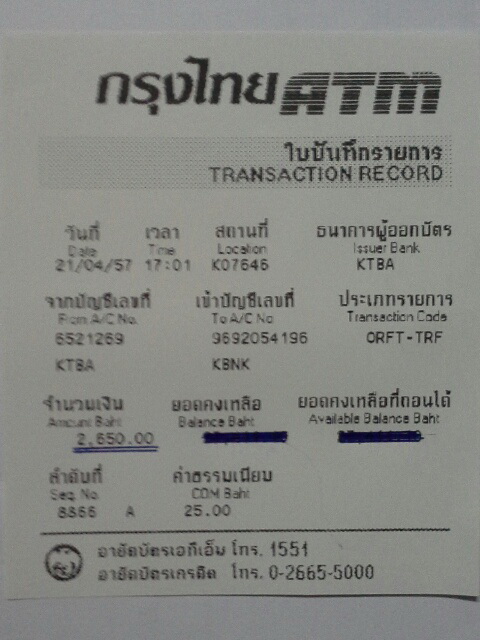 กรุงไทย ATM
ใบบันทึกรายการ
TRANSACTION RECORD
วันที่ เวลา สถานที่ ธนาคารผู้ออกบัตร
Date Time Location Issuer Bank
21/04/57 17:01 K07646 KTBA
จากบัญชีเลขที่ เข้าบัญชีเลขที่ ประเภทรายการ
From A/C No. To A/C No Transaction Code
6521269 9692054196 ORFT-TRF
KTBA KBNK
จำนวนเงิน ยอดคงเหลือ ยอดคงเหลือที่ถอนได้
Amount Baht Balance Baht Available Balance Baht
2,650.00
ลำดับที่ ค่าธรรมเนียม
Seq. No. COM Baht
8866 A 25.00
อายัดบัตรเอทีเอ็ม โทร. 1551
อายัดบัตรเครดิต โทร. 0-2665-5000